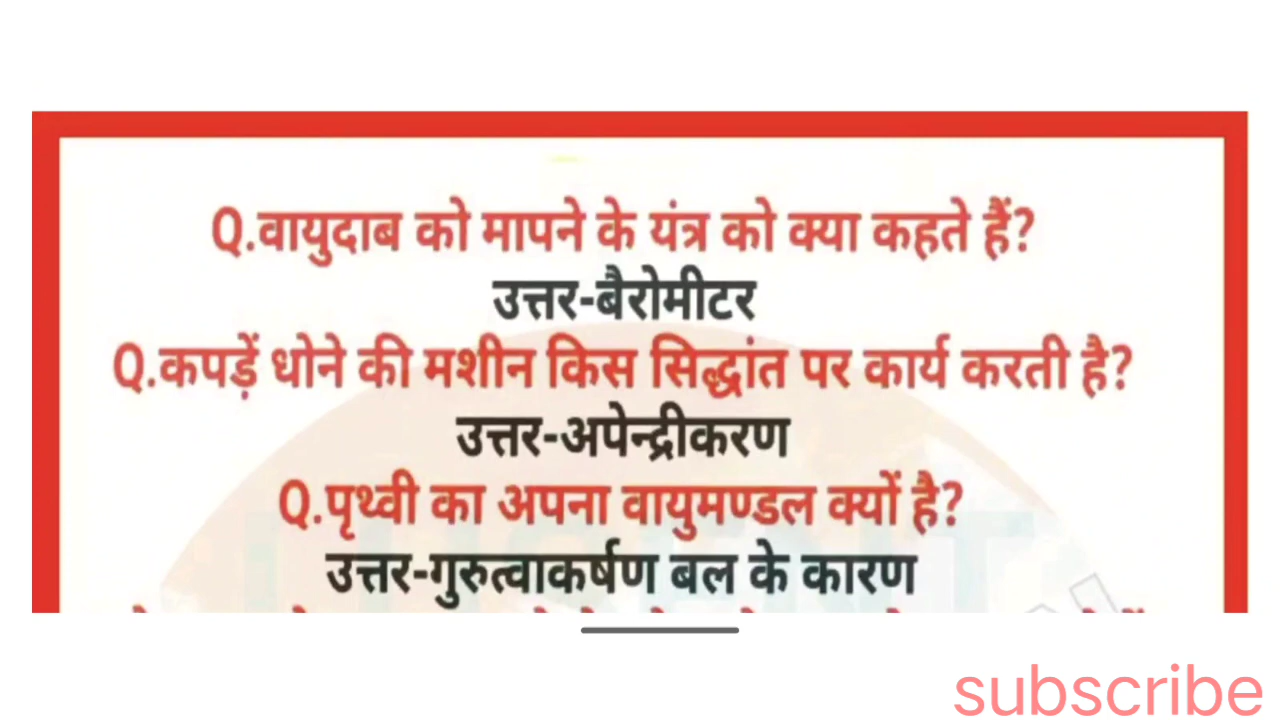 Q.वायुदाब को मापने के यंत्र को क्या कहते हैं?
उत्तर-बैरोमीटर
Q.कपड़ें धोने की मशीन किस सिद्धांत पर कार्य करती है?
उत्तर-अपेन्द्रीकरण
Q.पृथ्वी का अपना वायुमण्डल क्यों है?
उत्तर-गुरुत्वाकर्षण बल के कारण
subscribe